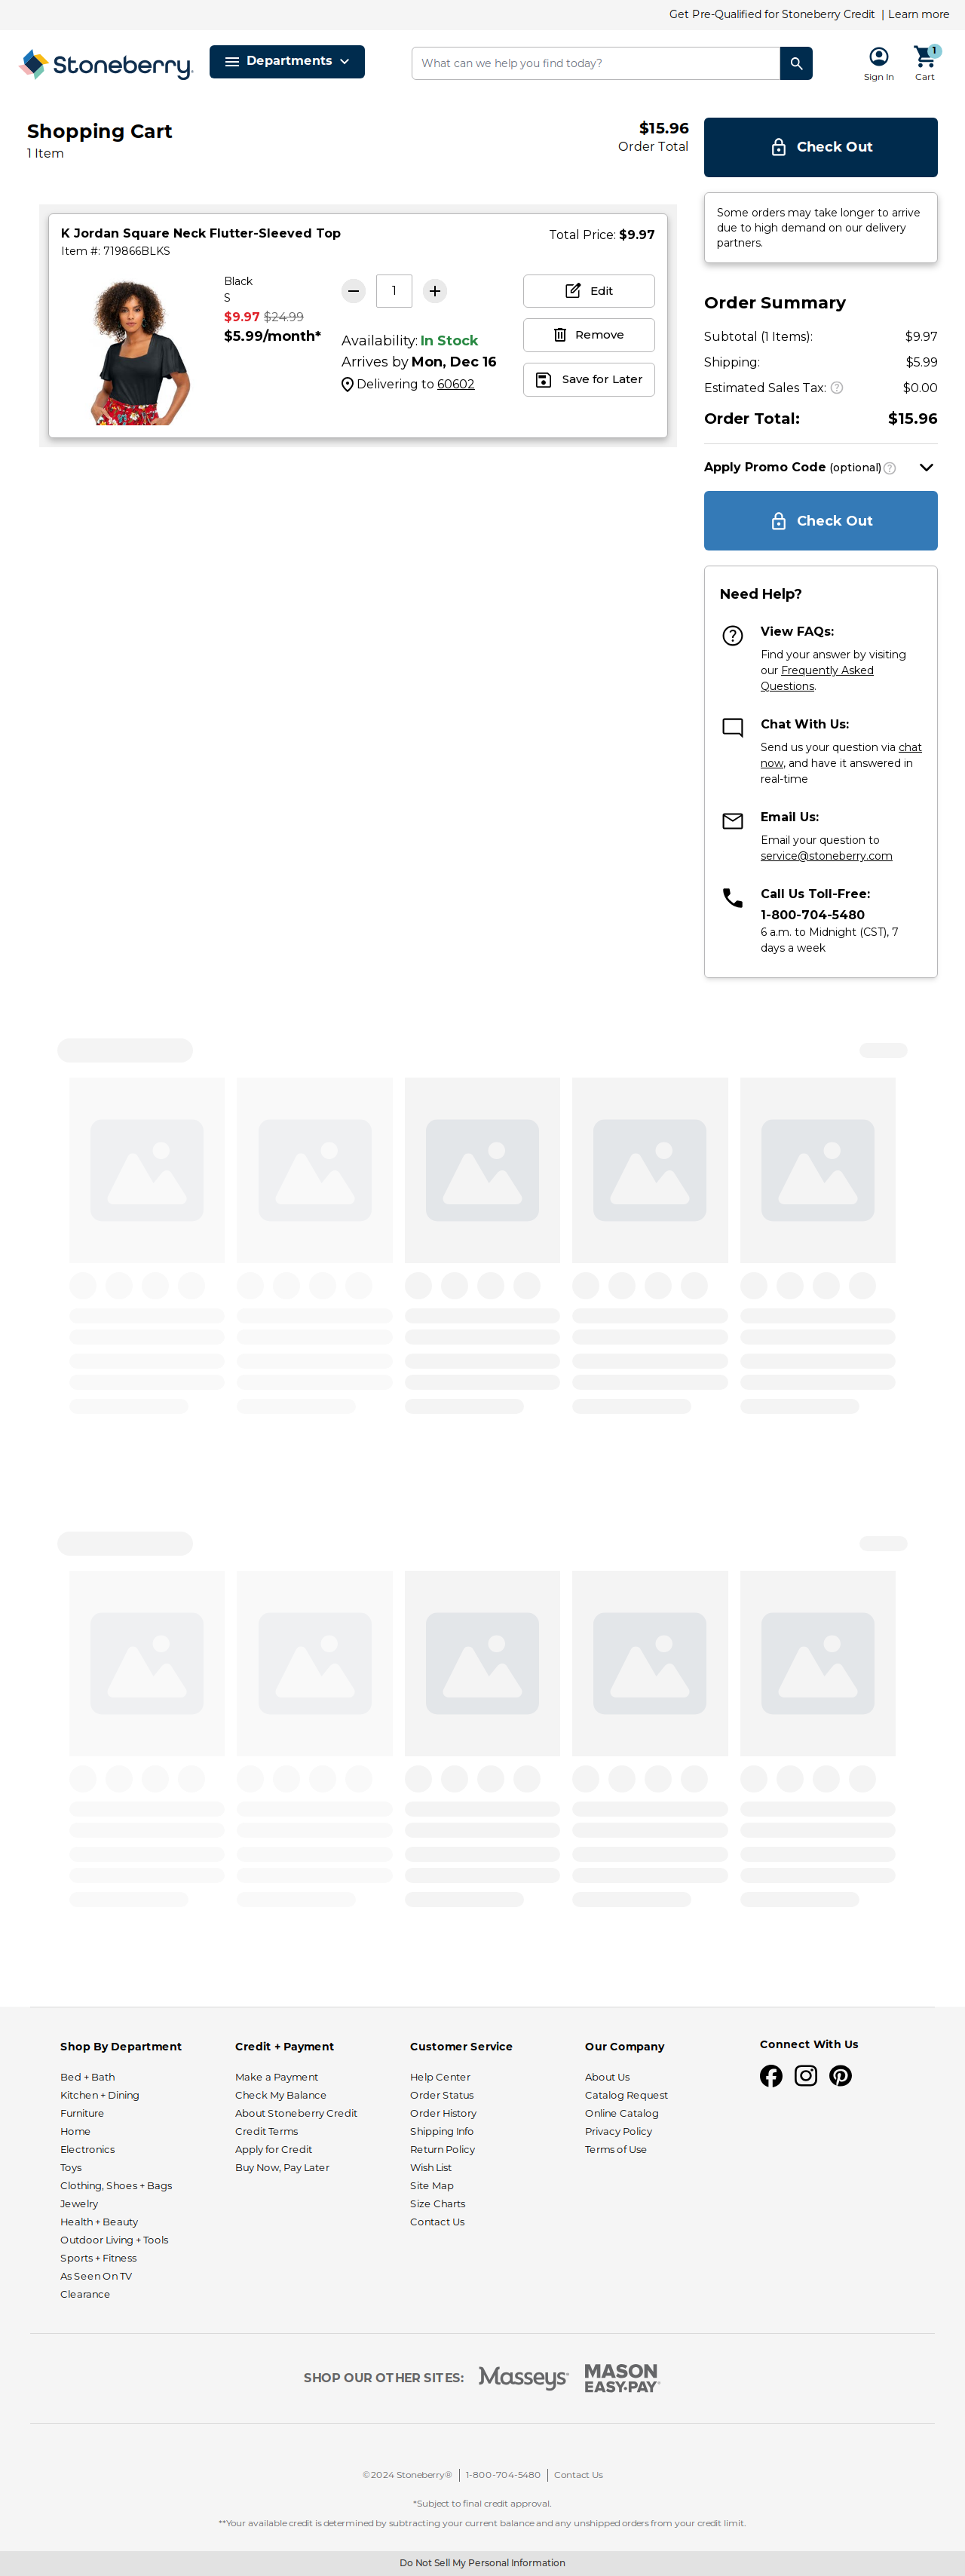 Get Pre-Qualified for Stoneberry Credit | Learn more
Stoneberry.
Departments
What can we help you find today?
Sign In
1
Cart
Shopping Cart
1 Item
$15.96
Order Total
Check Out
Some orders may take longer to arrive
due to high demand on our delivery
partners.
K Jordan Square Neck Flutter-Sleeved Top
Item #: 719866BLKS
Total Price: $9.97
Black
S
$9.97 $24.99
$5.99/month*
1
Availability: In Stock
Arrives by Mon, Dec 16
Delivering to 60602
Edit
Remove
Save for Later
Order Summary
Subtotal (1 Items): $9.97
Shipping: $5.99
Estimated Sales Tax: $0.00
Order Total: $15.96
Apply Promo Code (optional)
Check Out
Need Help?
View FAQs:
Find your answer by visiting
our Frequently Asked
Questions.
Chat With Us:
Send us your question via chat
now, and have it answered in
real-time
Email Us:
Email your question to
service@stoneberry.com
Call Us Toll-Free:
1-800-704-5480
6 a.m. to Midnight (CST), 7
days a week
Shop By Department
Bed + Bath
Kitchen + Dining
Furniture
Home
Electronics
Toys
Clothing, Shoes + Bags
Jewelry
Health + Beauty
Outdoor Living + Tools
Sports + Fitness
As Seen On TV
Clearance
Credit + Payment
Make a Payment
Check My Balance
About Stoneberry Credit
Credit Terms
Apply for Credit
Buy Now, Pay Later
Customer Service
Help Center
Order Status
Order History
Shipping Info
Return Policy
Wish List
Site Map
Size Charts
Contact Us
Our Company
About Us
Catalog Request
Online Catalog
Privacy Policy
Terms of Use
Connect With Us
SHOP OUR OTHER SITES:
Masseys®
MASON
EASY•PAY®
©2024 Stoneberry® | 1-800-704-5480 | Contact Us
*Subject to final credit approval.
**Your available credit is determined by subtracting your current balance and any unshipped orders from your credit limit.
Do Not Sell My Personal Information